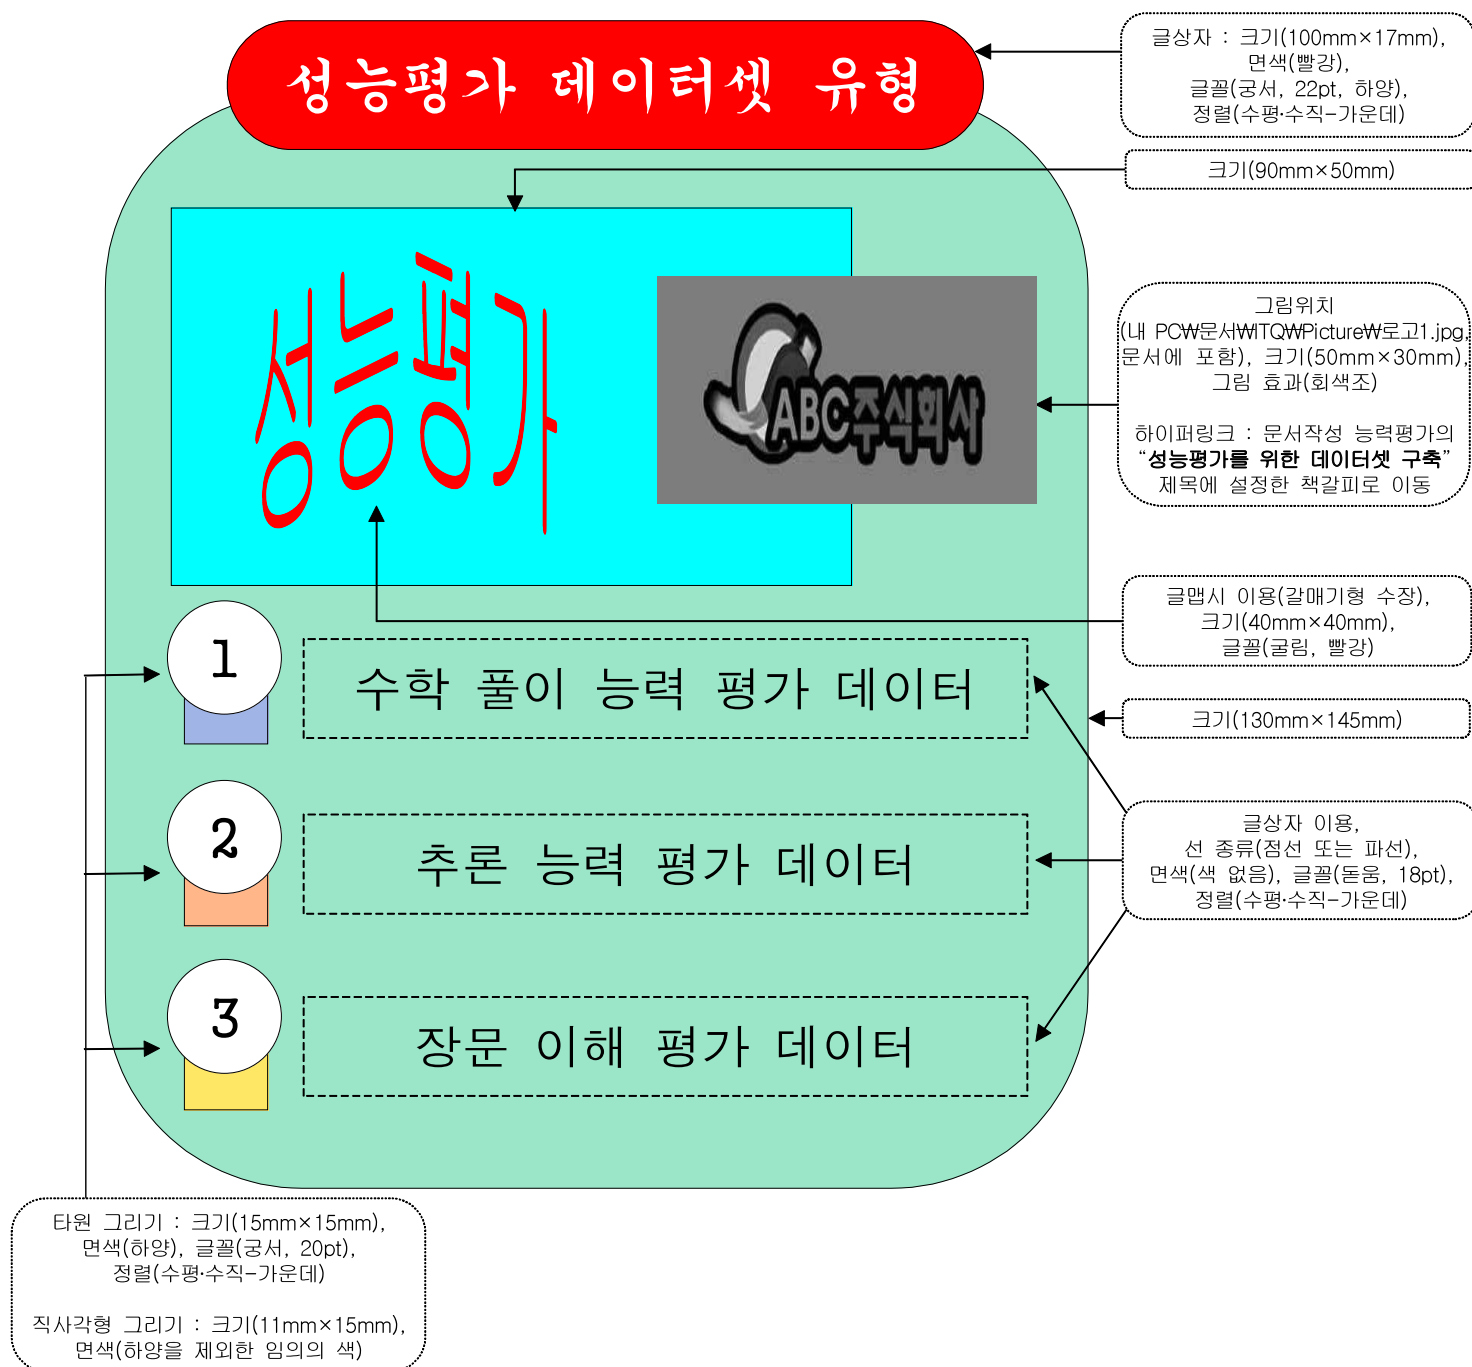 성능평가 데이터셋 유형
글상자 : 크기(100mm×17mm),
면색(빨강),
글꼴(궁서, 22pt, 하양),
정렬(수평·수직-가운데)
크기(90mm×50mm)
성능평가
ABC주식회사
그림위치
(내 PC₩문서₩ITQ₩Picture₩로고1.jpg,
문서에 포함), 크기(50mm×30mm),
그림 효과(회색조)
하이퍼링크 : 문서작성 능력평가의
“성능평가를 위한 데이터셋 구축”
제목에 설정한 책갈피로 이동
글맵시 이용(갈매기형 수장),
크기(40mm×40mm),
글꼴(굴림, 빨강)
1
수학 풀이 능력 평가 데이터
크기(130mm×145mm)
2
추론 능력 평가 데이터
글상자 이용,
선 종류(점선 또는 파선),
면색(색 없음), 글꼴(돋움, 18pt),
정렬(수평·수직-가운데)
3
장문 이해 평가 데이터
타원 그리기 : 크기(15mm×15mm),
면색(하양), 글꼴(궁서, 20pt),
정렬(수평·수직-가운데)
직사각형 그리기 : 크기(11mm×15mm),
면색(하양을 제외한 임의의 색)